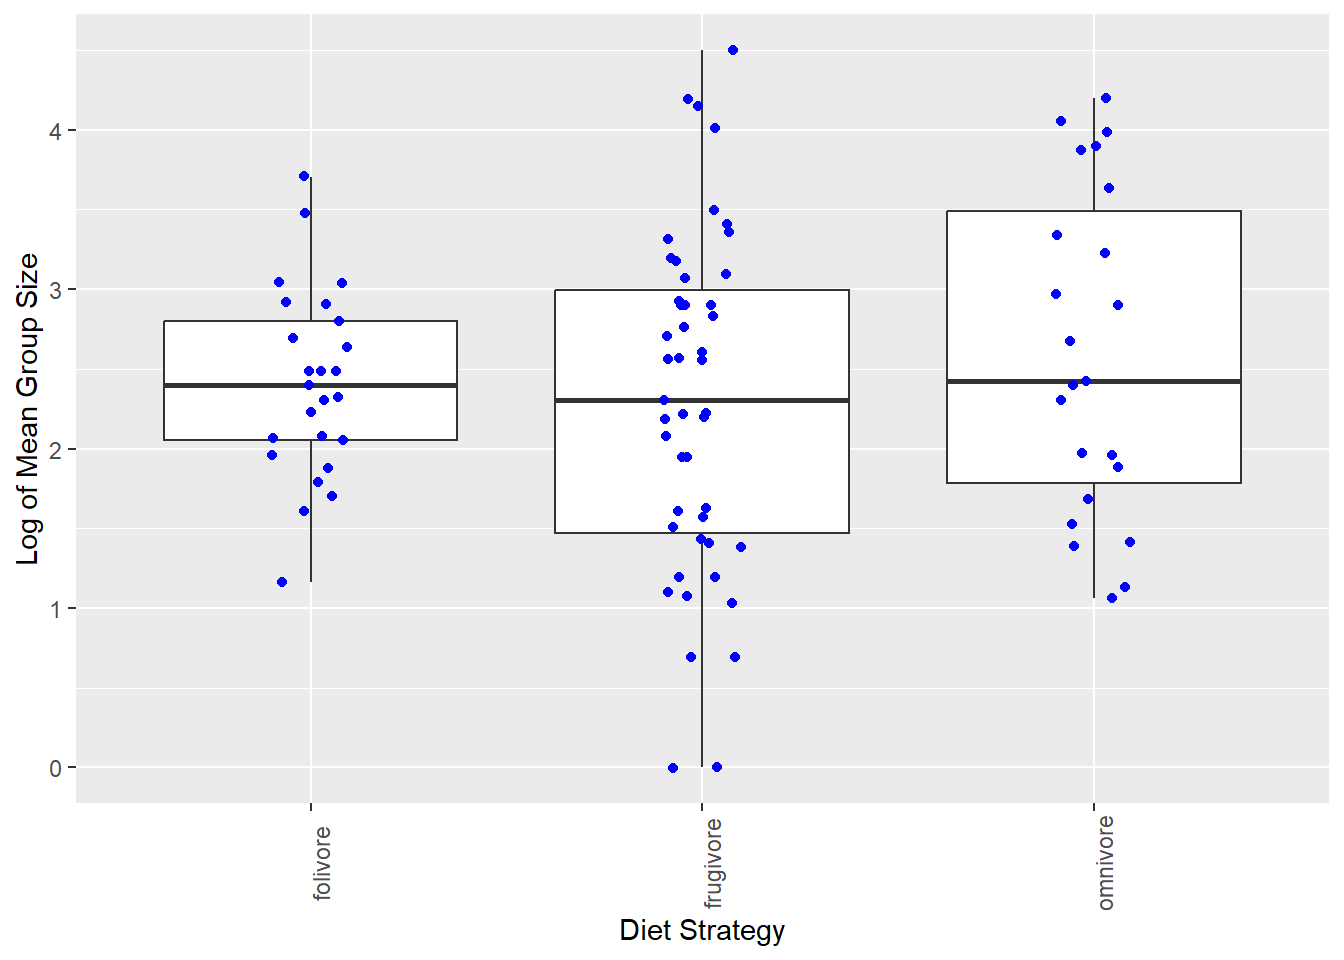 Log of Mean Group Size
4
3
2
1
0
folivore
frugivore
omnivore
Diet Strategy